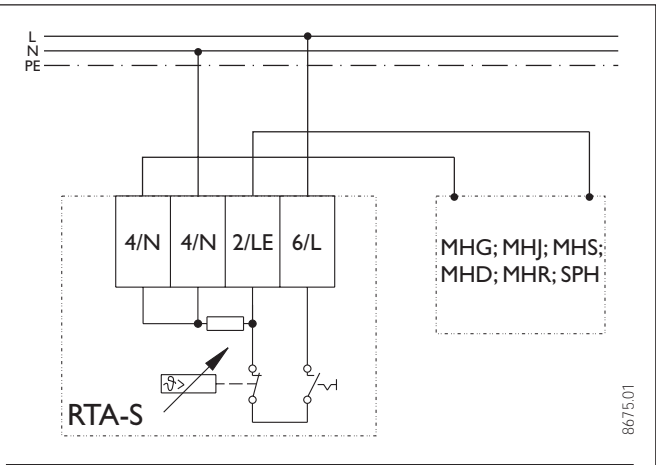 L
N
PE
4/N 4/N 2/LE 6/L
MHG; MHJ; MHS;
MHD; MHR; SPH
ϑ>
RTA-S
8675.01